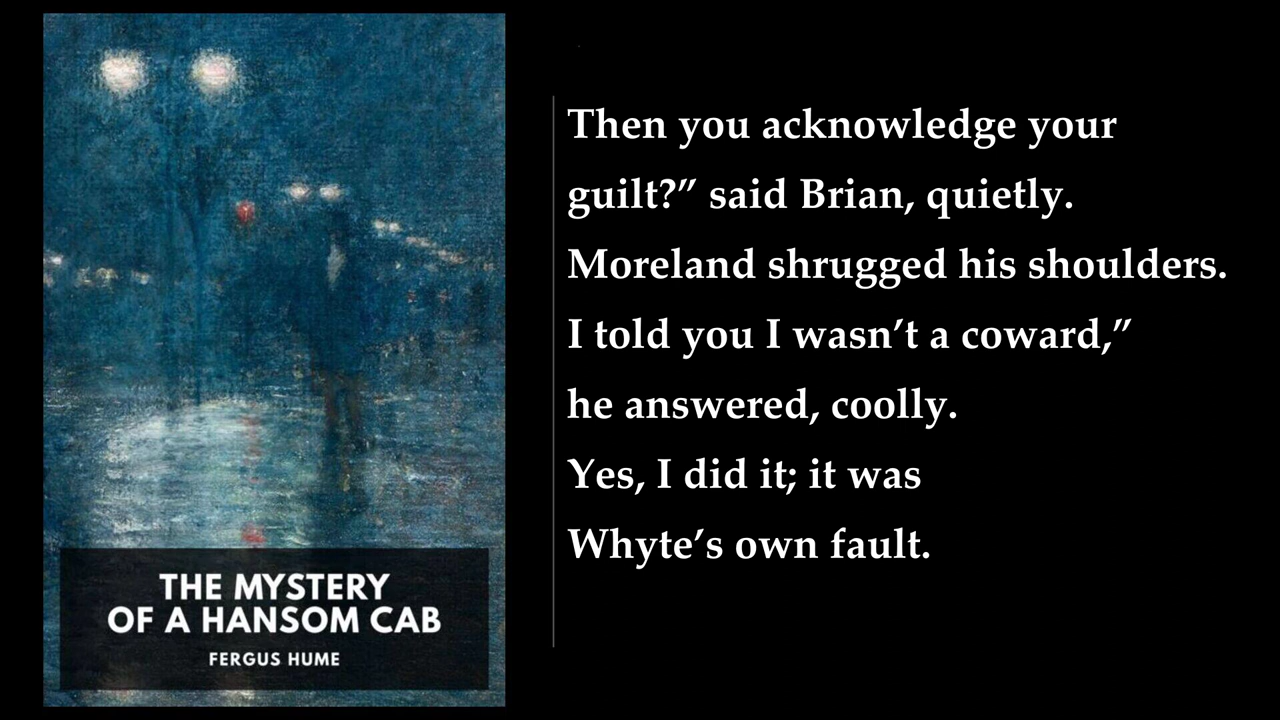 THE MYSTERY
OF A HANSOM CAB
FERGUS HUME
Then you acknowledge your
guilt?” said Brian, quietly.
Moreland shrugged his shoulders.
I told you I wasn’t a coward,”
he answered, coolly.
Yes, I did it; it was
Whyte’s own fault.